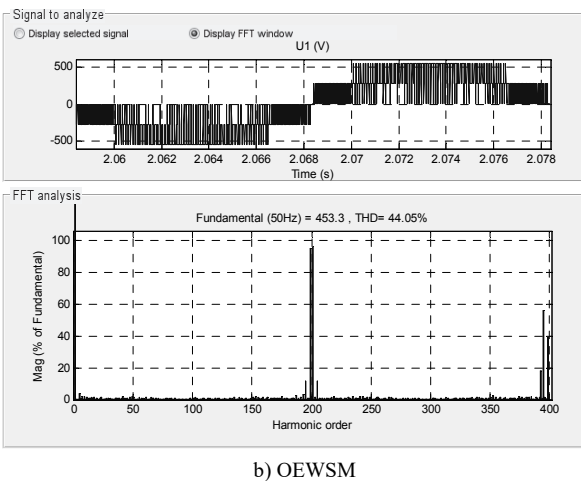 Signal to analyze
Display selected signal
Display FFT window
U1 (V)
500
0
-500
2.06 2.062 2.064 2.066 2.068 2.07 2.072 2.074 2.076 2.078
Time (s)
FFT analysis
Fundamental (50Hz) = 453.3 , THD= 44.05%
Mag (% of Fundamental)
100
80
60
40
20
0
0 50 100 150 200 250 300 350 400
Harmonic order
b) OEWSM